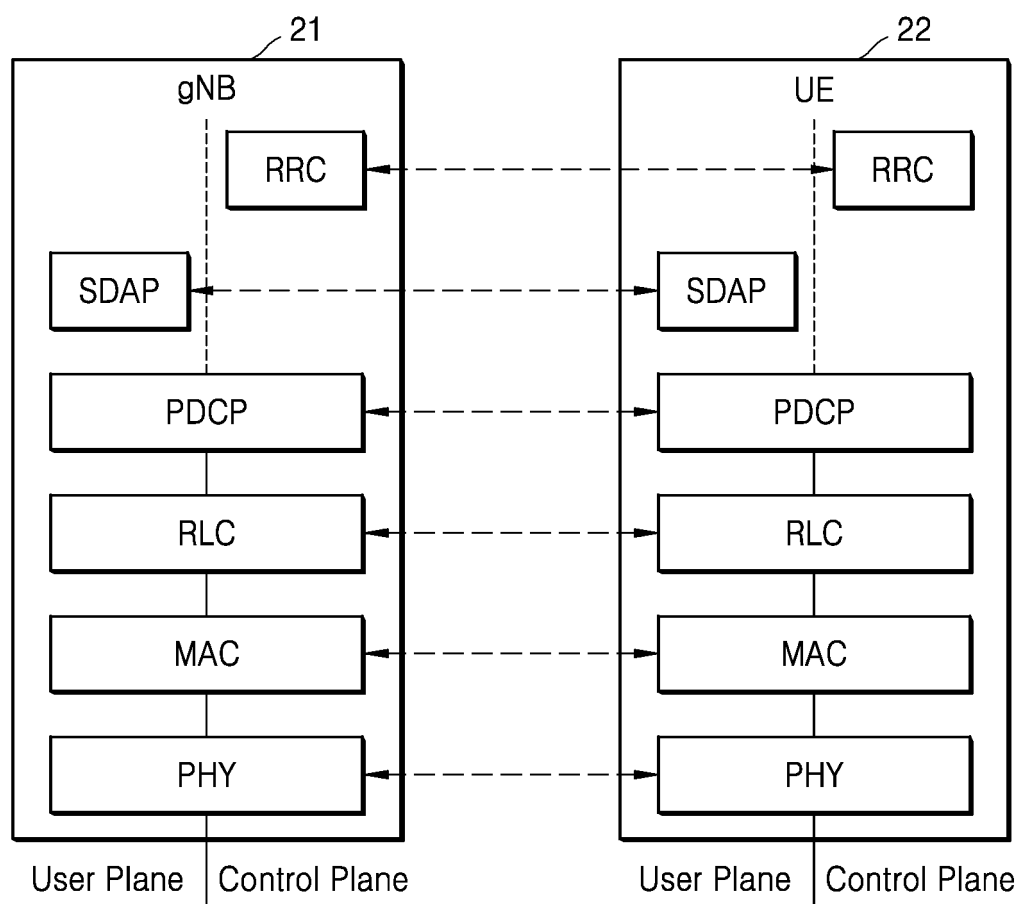 21
22
gNB
UE
RRC
RRC
SDAP
SDAP
PDCP
PDCP
RLC
RLC
MAC
MAC
PHY
PHY
User Plane
Control Plane
User Plane
Control Plane